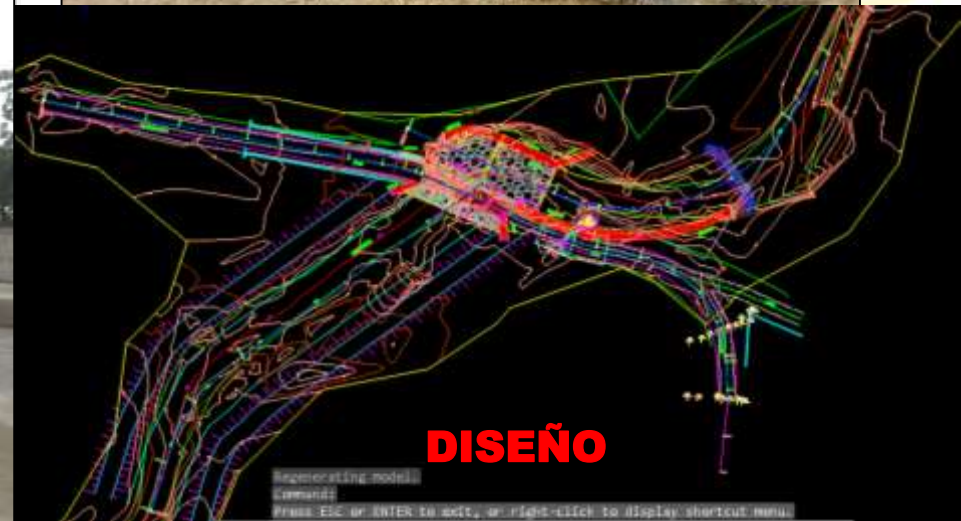 DISEÑO
Regenerating model.
Command:
Press ESC or ENTER to exit, or right-click to display shortcut menu.